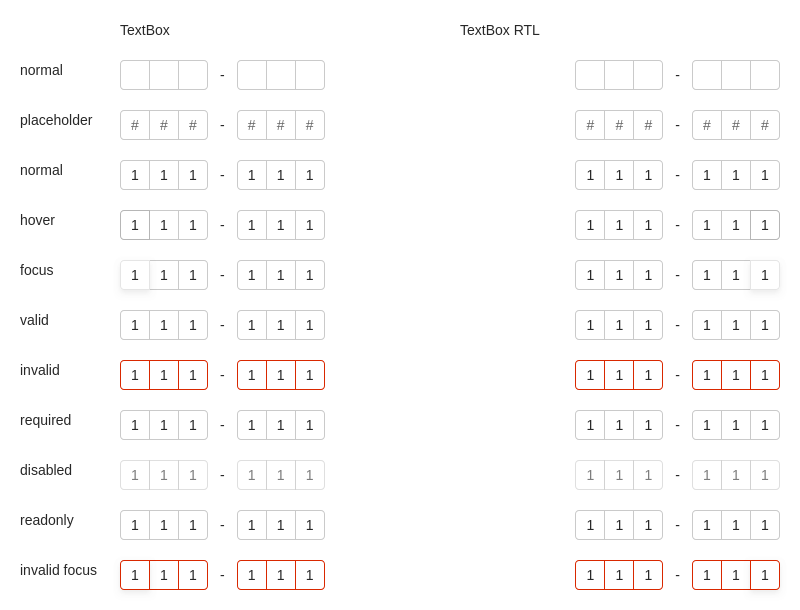 TextBox TextBox RTL
normal - -
placeholder # # # - # # # # # # - # # #
normal 1 1 1 - 1 1 1 1 1 1 - 1 1 1
hover 1 1 1 - 1 1 1 1 1 1 - 1 1 1
focus 1 1 1 - 1 1 1 1 1 1 - 1 1 1
valid 1 1 1 - 1 1 1 1 1 1 - 1 1 1
invalid 1 1 1 - 1 1 1 1 1 1 - 1 1 1
required 1 1 1 - 1 1 1 1 1 1 - 1 1 1
disabled 1 1 1 - 1 1 1 1 1 1 - 1 1 1
readonly 1 1 1 - 1 1 1 1 1 1 - 1 1 1
invalid focus 1 1 1 - 1 1 1 1 1 1 - 1 1 1